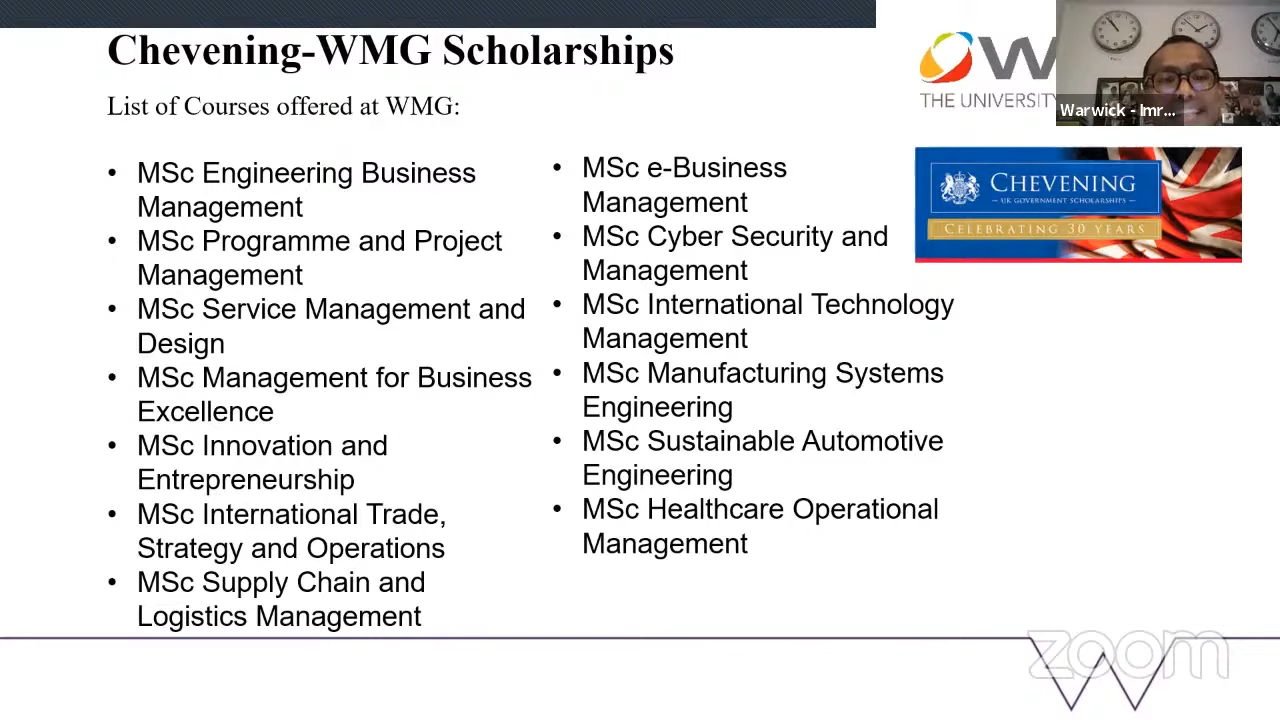 Chevening-WMG Scholarships
List of Courses offered at WMG:
• MSc Engineering Business
Management
• MSc Programme and Project
Management
• MSc Service Management and
Design
• MSc Management for Business
Excellence
• MSc Innovation and
Entrepreneurship
• MSc International Trade,
Strategy and Operations
• MSc Supply Chain and
Logistics Management
• MSc e-Business
Management
• MSc Cyber Security and
Management
• MSc International Technology
Management
• MSc Manufacturing Systems
Engineering
• MSc Sustainable Automotive
Engineering
• MSc Healthcare Operational
Management
THE UNIVERSITY
Warwick - Imr...
CHEVENING
UK GOVERNMENT SCHOLARSHIPS
CELEBRATING 30 YEARS
zoom